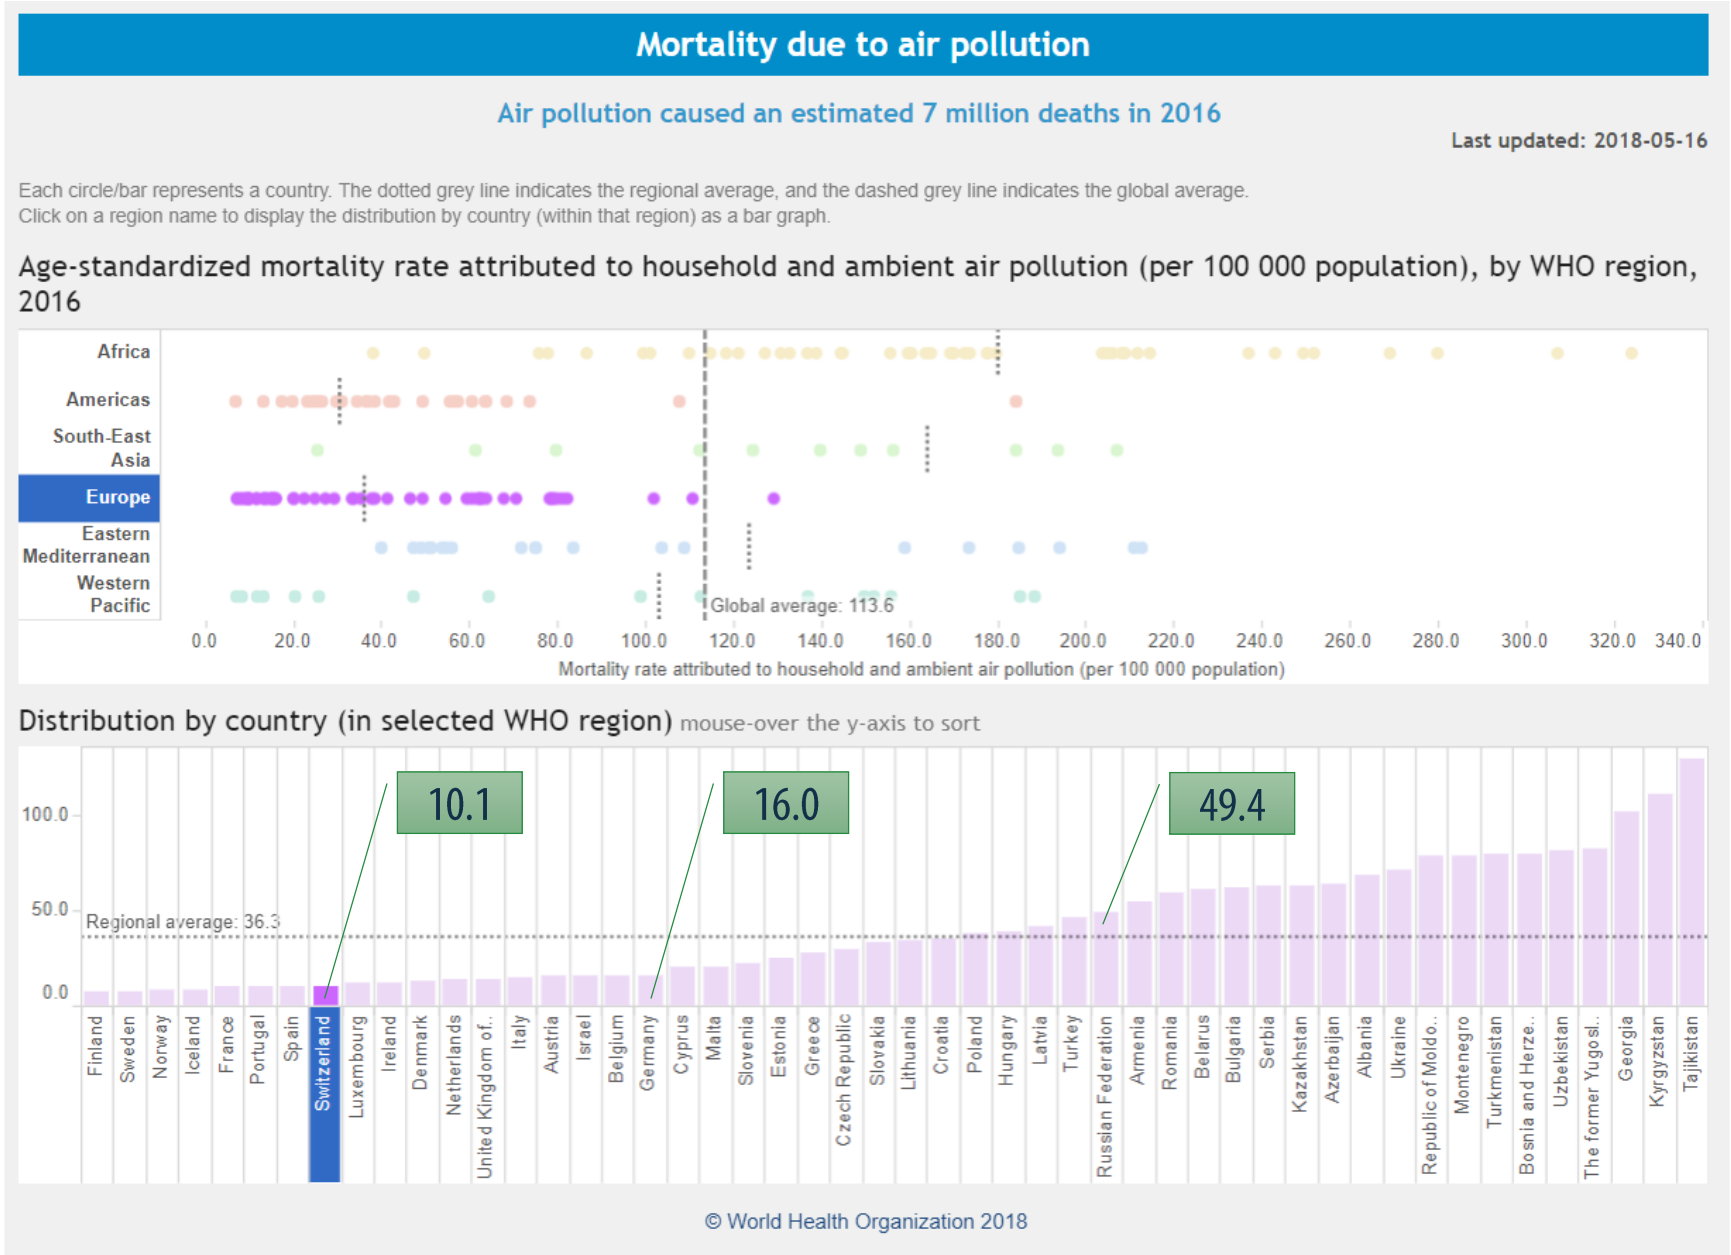 Mortality due to air pollution
Air pollution caused an estimated 7 million deaths in 2016
Last updated: 2018-05-16
Each circle/bar represents a country. The dotted grey line indicates the regional average, and the dashed grey line indicates the global average.
Click on a region name to display the distribution by country (within that region) as a bar graph.
Age-standardized mortality rate attributed to household and ambient air pollution (per 100 000 population), by WHO region,
2016
Africa
Americas
South-East
Asia
Europe
Eastern
Mediterranean
Western
Pacific
Global average: 113.6
0.0 20.0 40.0 60.0 80.0 100.0 120.0 140.0 160.0 180.0 200.0 220.0 240.0 260.0 280.0 300.0 320.0 340.0
Mortality rate attributed to household and ambient air pollution (per 100 000 population)
Distribution by country (in selected WHO region) mouse-over the y-axis to sort
10.1
16.0
49.4
100.0
50.0
Regional average: 36.3
0.0
Finland
Sweden
Norway
Iceland
France
Portugal
Spain
Switzerland
Luxembourg
Ireland
Denmark
Netherlands
United Kingdom of..
Italy
Austria
Israel
Belgium
Germany
Cyprus
Malta
Slovenia
Estonia
Greece
Czech Republic
Slovakia
Lithuania
Croatia
Poland
Hungary
Latvia
Turkey
Russian Federation
Armenia
Romania
Belarus
Bulgaria
Serbia
Kazakhstan
Azerbaijan
Albania
Ukraine
Republic of Moldo..
Montenegro
Turkmenistan
Bosnia and Herze..
Uzbekistan
The former Yugosl..
Georgia
Kyrgyzstan
Tajikistan
© World Health Organization 2018